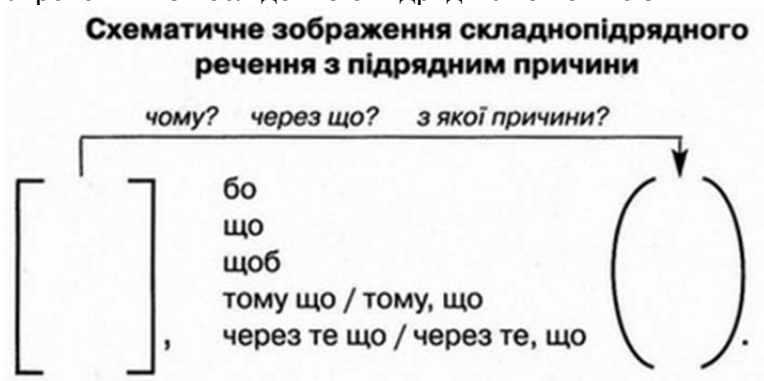 Схематичне зображення складнопідрядного
речення з підрядним причини
чому? через що? з якої причини?
бо
що
щоб
тому що / тому, що
, через те що / через те, що .